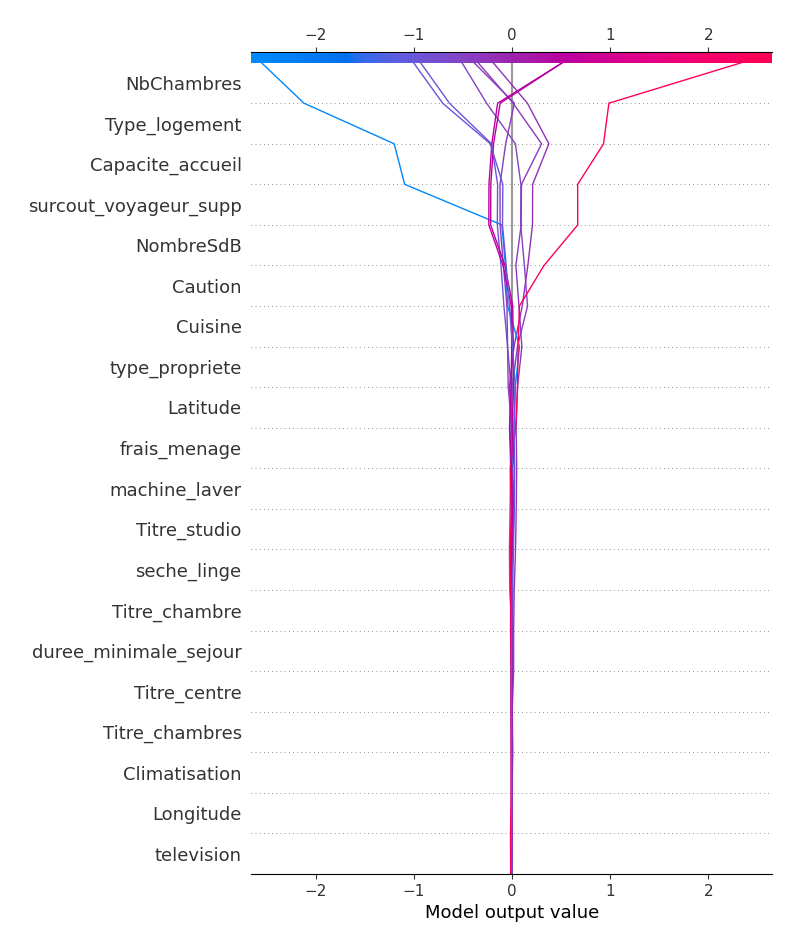 −2 −1 0 1 2
NbChambres
Type_logement
Capacite_accueil
surcout_voyageur_supp
NombreSdB
Caution
Cuisine
type_propriete
Latitude
frais_menage
machine_laver
Titre_studio
seche_linge
Titre_chambre
duree_minimale_sejour
Titre_centre
Titre_chambres
Climatisation
Longitude
television
−2 −1 0 1 2
Model output value